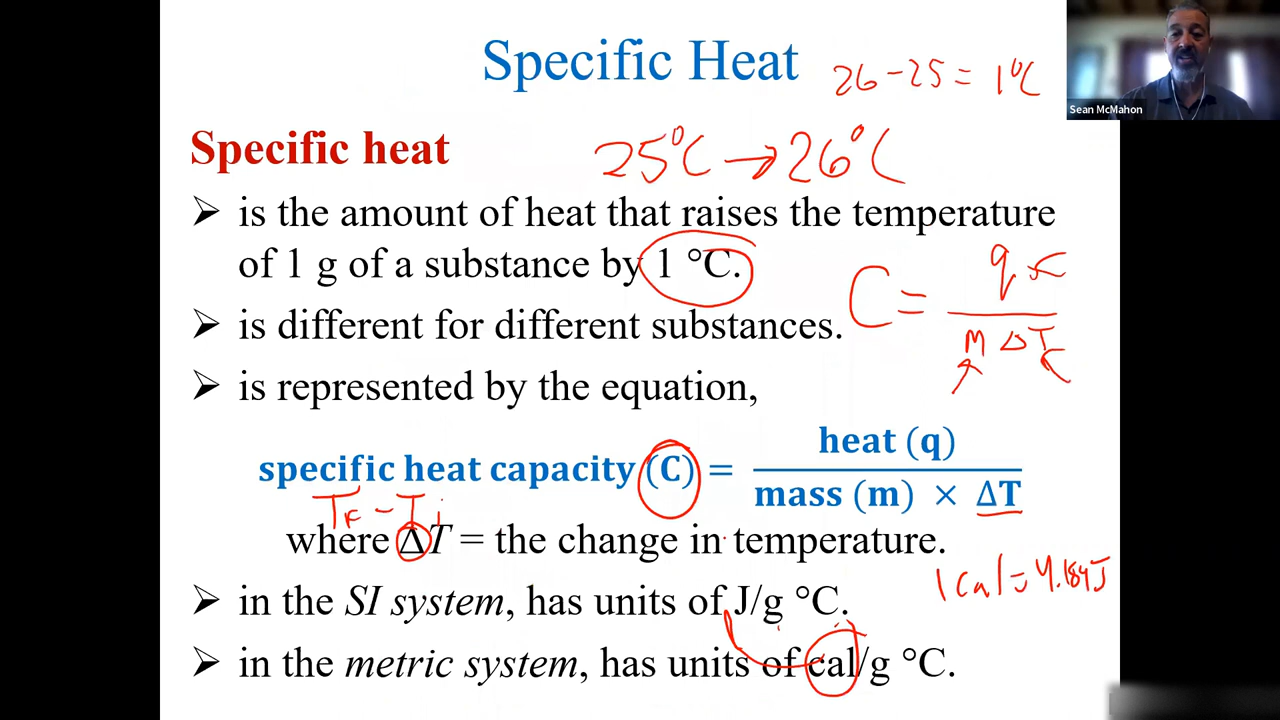 Specific Heat
26 - 25 = 1°C
Sean McMahon
Specific heat
25°C → 26°C
➢ is the amount of heat that raises the temperature
of 1 g of a substance by 1 °C.
C = q / m ΔT
➢ is different for different substances.
➢ is represented by the equation,
specific heat capacity (C) = heat (q) / mass (m) × ΔT
TF - Ti
where ΔT = the change in temperature.
1 cal = 4.184J
➢ in the SI system, has units of J/g °C.
➢ in the metric system, has units of cal/g °C.